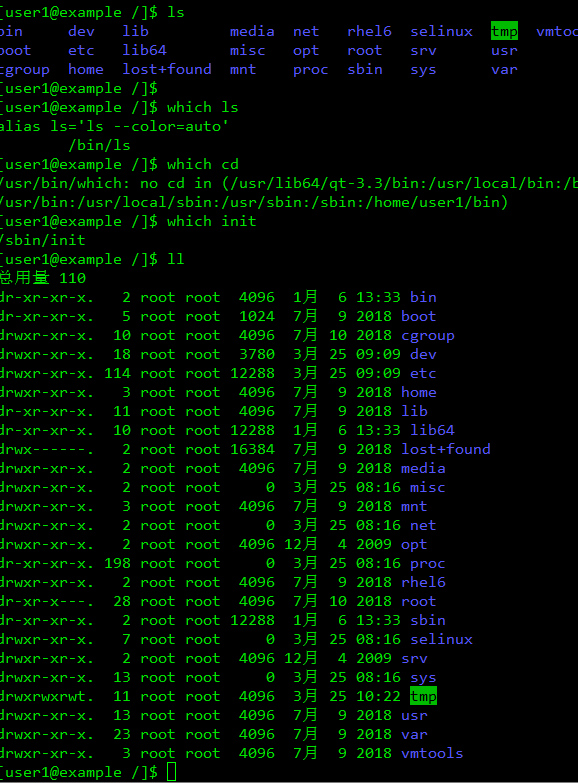 [user1@example /]$ ls
bin     dev   lib         media  net   rhel6  selinux  tmp  vmtoo
boot    etc   lib64       misc   opt   root   srv      usr
cgroup  home  lost+found  mnt    proc  sbin   sys      var
[user1@example /]$
[user1@example /]$ which ls
alias ls='ls --color=auto'
        /bin/ls
[user1@example /]$ which cd
/usr/bin/which: no cd in (/usr/lib64/qt-3.3/bin:/usr/local/bin:/b
/usr/bin:/usr/local/sbin:/usr/sbin:/sbin:/home/user1/bin)
[user1@example /]$ which init
/sbin/init
[user1@example /]$ ll
总用量 110
dr-xr-xr-x.   2 root root  4096  1月   6 13:33 bin
dr-xr-xr-x.   5 root root  1024  7月   9 2018 boot
drwxr-xr-x.  10 root root  4096  7月  10 2018 cgroup
drwxr-xr-x.  18 root root  3780  3月  25 09:09 dev
drwxr-xr-x. 114 root root 12288  3月  25 09:09 etc
drwxr-xr-x.   3 root root  4096  7月   9 2018 home
dr-xr-xr-x.  11 root root  4096  7月   9 2018 lib
dr-xr-xr-x.  10 root root 12288  1月   6 13:33 lib64
drwx------.   2 root root 16384  7月   9 2018 lost+found
drwxr-xr-x.   2 root root  4096  7月   9 2018 media
drwxr-xr-x.   2 root root     0  3月  25 08:16 misc
drwxr-xr-x.   3 root root  4096  7月   9 2018 mnt
drwxr-xr-x.   2 root root     0  3月  25 08:16 net
drwxr-xr-x.   2 root root  4096 12月   4 2009 opt
dr-xr-xr-x. 198 root root     0  3月  25 08:16 proc
drwxr-xr-x.   2 root root  4096  7月   9 2018 rhel6
dr-xr-x---.  28 root root  4096  7月  10 2018 root
dr-xr-xr-x.   2 root root 12288  1月   6 13:33 sbin
drwxr-xr-x.   7 root root     0  3月  25 08:16 selinux
drwxr-xr-x.   2 root root  4096 12月   4 2009 srv
drwxr-xr-x.  13 root root     0  3月  25 08:16 sys
drwxrwxrwt.  11 root root  4096  3月  25 10:22 tmp
drwxr-xr-x.  13 root root  4096  7月   9 2018 usr
drwxr-xr-x.  23 root root  4096  7月   9 2018 var
drwxr-xr-x.   3 root root  4096  7月   9 2018 vmtools
[user1@example /]$